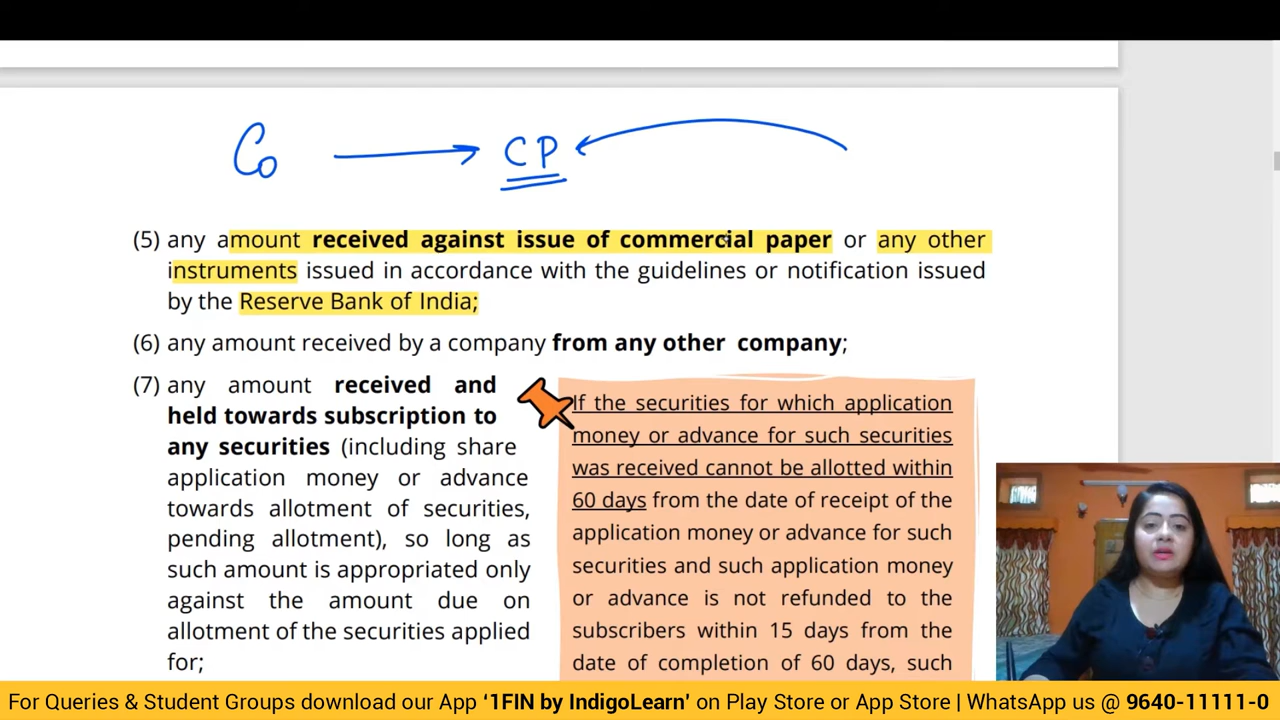 Co → CP
(5) any amount received against issue of commercial paper or any other
instruments issued in accordance with the guidelines or notification issued
by the Reserve Bank of India;
(6) any amount received by a company from any other company;
(7) any amount received and
held towards subscription to
any securities (including share
application money or advance
towards allotment of securities,
pending allotment), so long as
such amount is appropriated only
against the amount due on
allotment of the securities applied
for;
If the securities for which application
money or advance for such securities
was received cannot be allotted within
60 days from the date of receipt of the
application money or advance for such
securities and such application money
or advance is not refunded to the
subscribers within 15 days from the
date of completion of 60 days, such
For Queries & Student Groups download our App ‘1FIN by IndigoLearn’ on Play Store or App Store | WhatsApp us @ 9640-11111-0